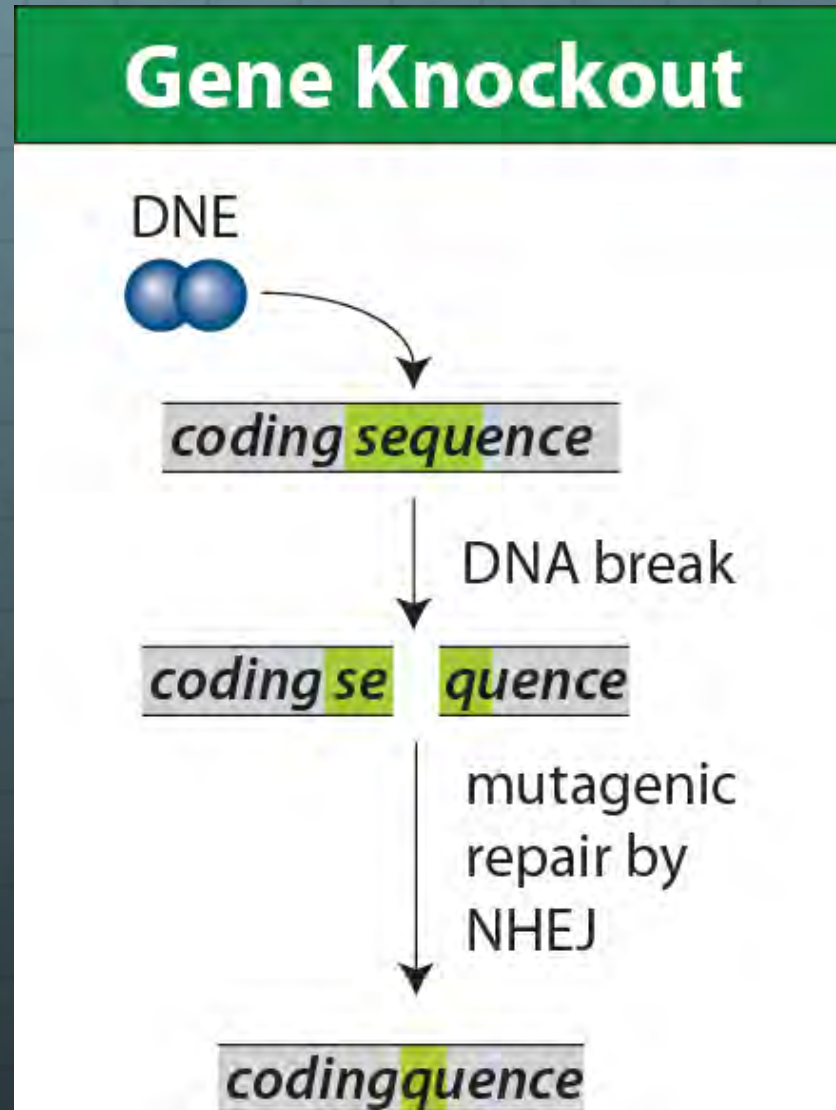 Gene Knockout
DNE
coding sequence
DNA break
coding se quence
mutagenic
repair by
NHEJ
codingquence